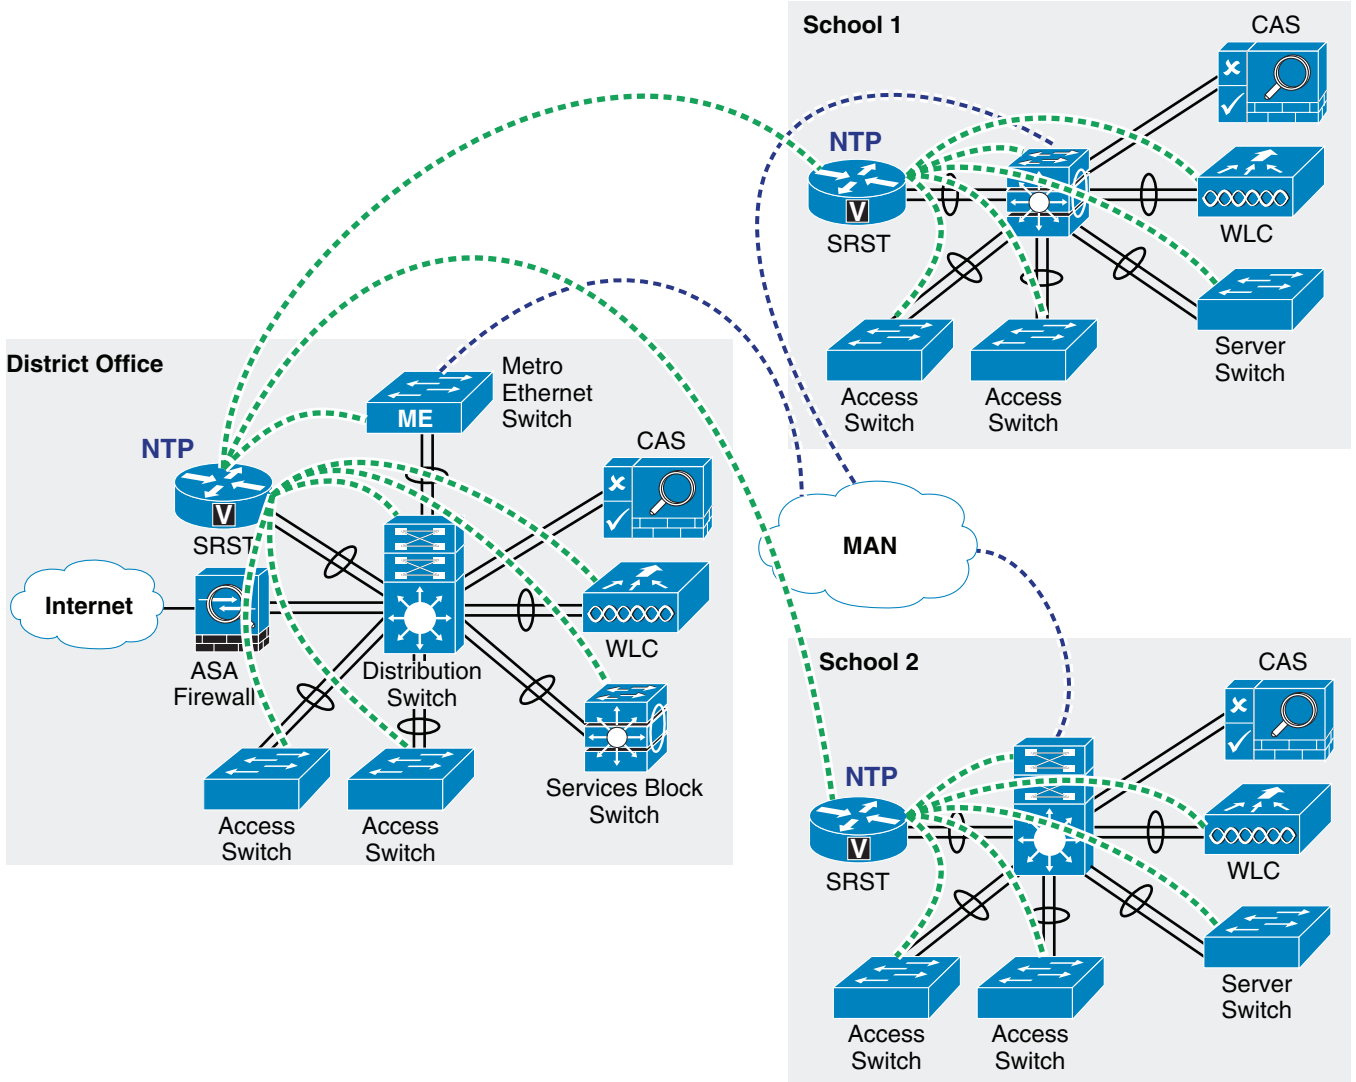 School 1
CAS
NTP
V
SRST
WLC
Server
Switch
Access
Switch
Access
Switch
District Office
Metro
Ethernet
Switch
ME
NTP
CAS
V
SRST
MAN
Internet
WLC
ASA
Firewall
Distribution
Switch
Services Block
Switch
Access
Switch
Access
Switch
School 2
CAS
NTP
V
SRST
WLC
Server
Switch
Access
Switch
Access
Switch